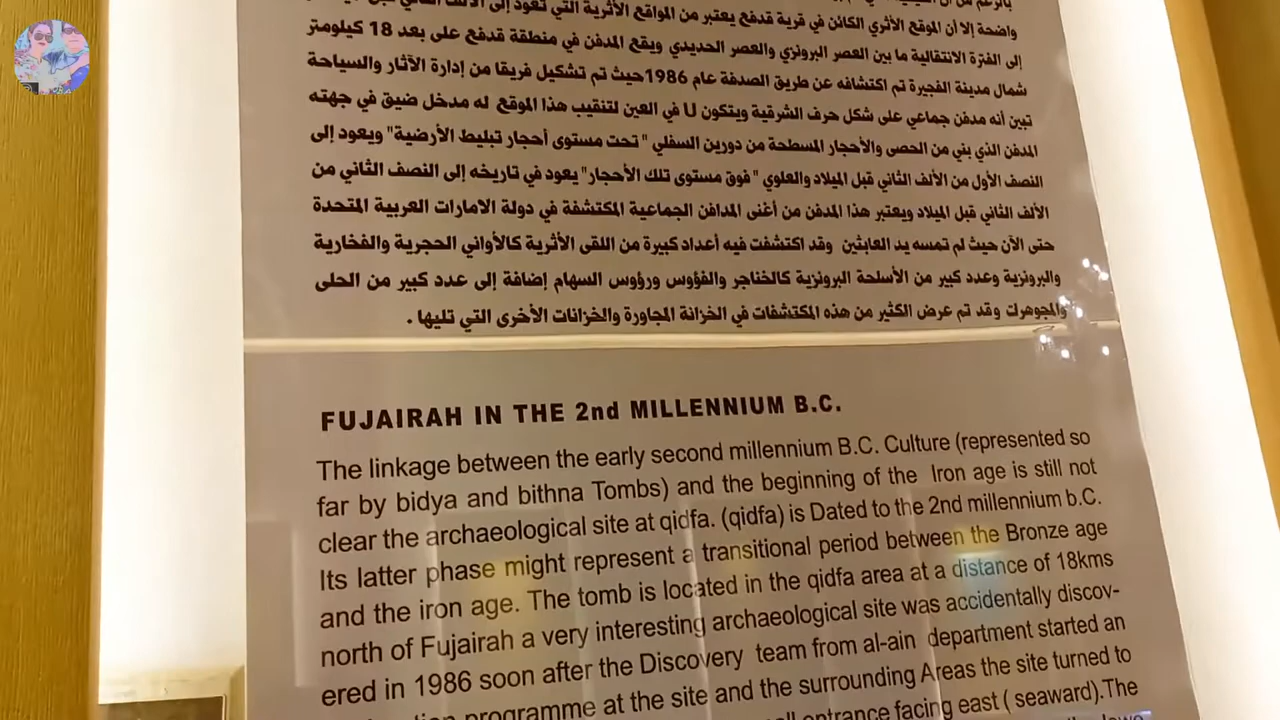 واضحة إلا أن الموقع الأثري الكائن في قرية قدفع يعتبر من المواقع الأثرية التي تعود إلى الألف
إلى الفترة الانتقالية ما بين العصر البرونزي والعصر الحديدي ويقع المدفن في منطقة قدفع على بعد 18 كيلومتر
شمال مدينة الفجيرة تم اكتشافه عن طريق الصدفة عام 1986حيث تم تشكيل فريقا من إدارة الآثار والسياحة
تبين أنه مدفن جماعي على شكل حرف الشرقية ويتكون U في العين لتنقيب هذا الموقع له مدخل ضيق في جهته
المدفن الذي بني من الحصى والأحجار المسطحة من دورين السفلي " تحت مستوى أحجار تبليط الأرضية" ويعود إلى
النصف الأول من الألف الثاني قبل الميلاد والعلوي " فوق مستوى تلك الأحجار" يعود في تاريخه إلى النصف الثاني من
الألف الثاني قبل الميلاد ويعتبر هذا المدفن من أغنى المدافن الجماعية المكتشفة في دولة الامارات العربية المتحدة
حتى الآن حيث لم تمسه يد العابثين وقد اكتشفت فيه أعداد كبيرة من اللقى الأثرية كالأواني الحجرية والفخارية
والبرونزية وعدد كبير من الأسلحة البرونزية كالخناجر والفؤوس ورؤوس السهام إضافة إلى عدد كبير من الحلى
والمجوهرات وقد تم عرض الكثير من هذه المكتشفات في الخزانة المجاورة والخزانات الأخرى التي تليها .
FUJAIRAH IN THE 2nd MILLENNIUM B.C.
The linkage between the early second millennium B.C. Culture (represented so
far by bidya and bithna Tombs) and the beginning of the Iron age is still not
clear the archaeological site at qidfa. (qidfa) is Dated to the 2nd millennium b.C.
Its latter phase might represent a transitional period between the Bronze age
and the iron age. The tomb is located in the qidfa area at a distance of 18kms
north of Fujairah a very interesting archaeological site was accidentally discov-
ered in 1986 soon after the Discovery team from al-ain department started an
programme at the site and the surrounding Areas the site turned to
entrance facing east ( seaward).The